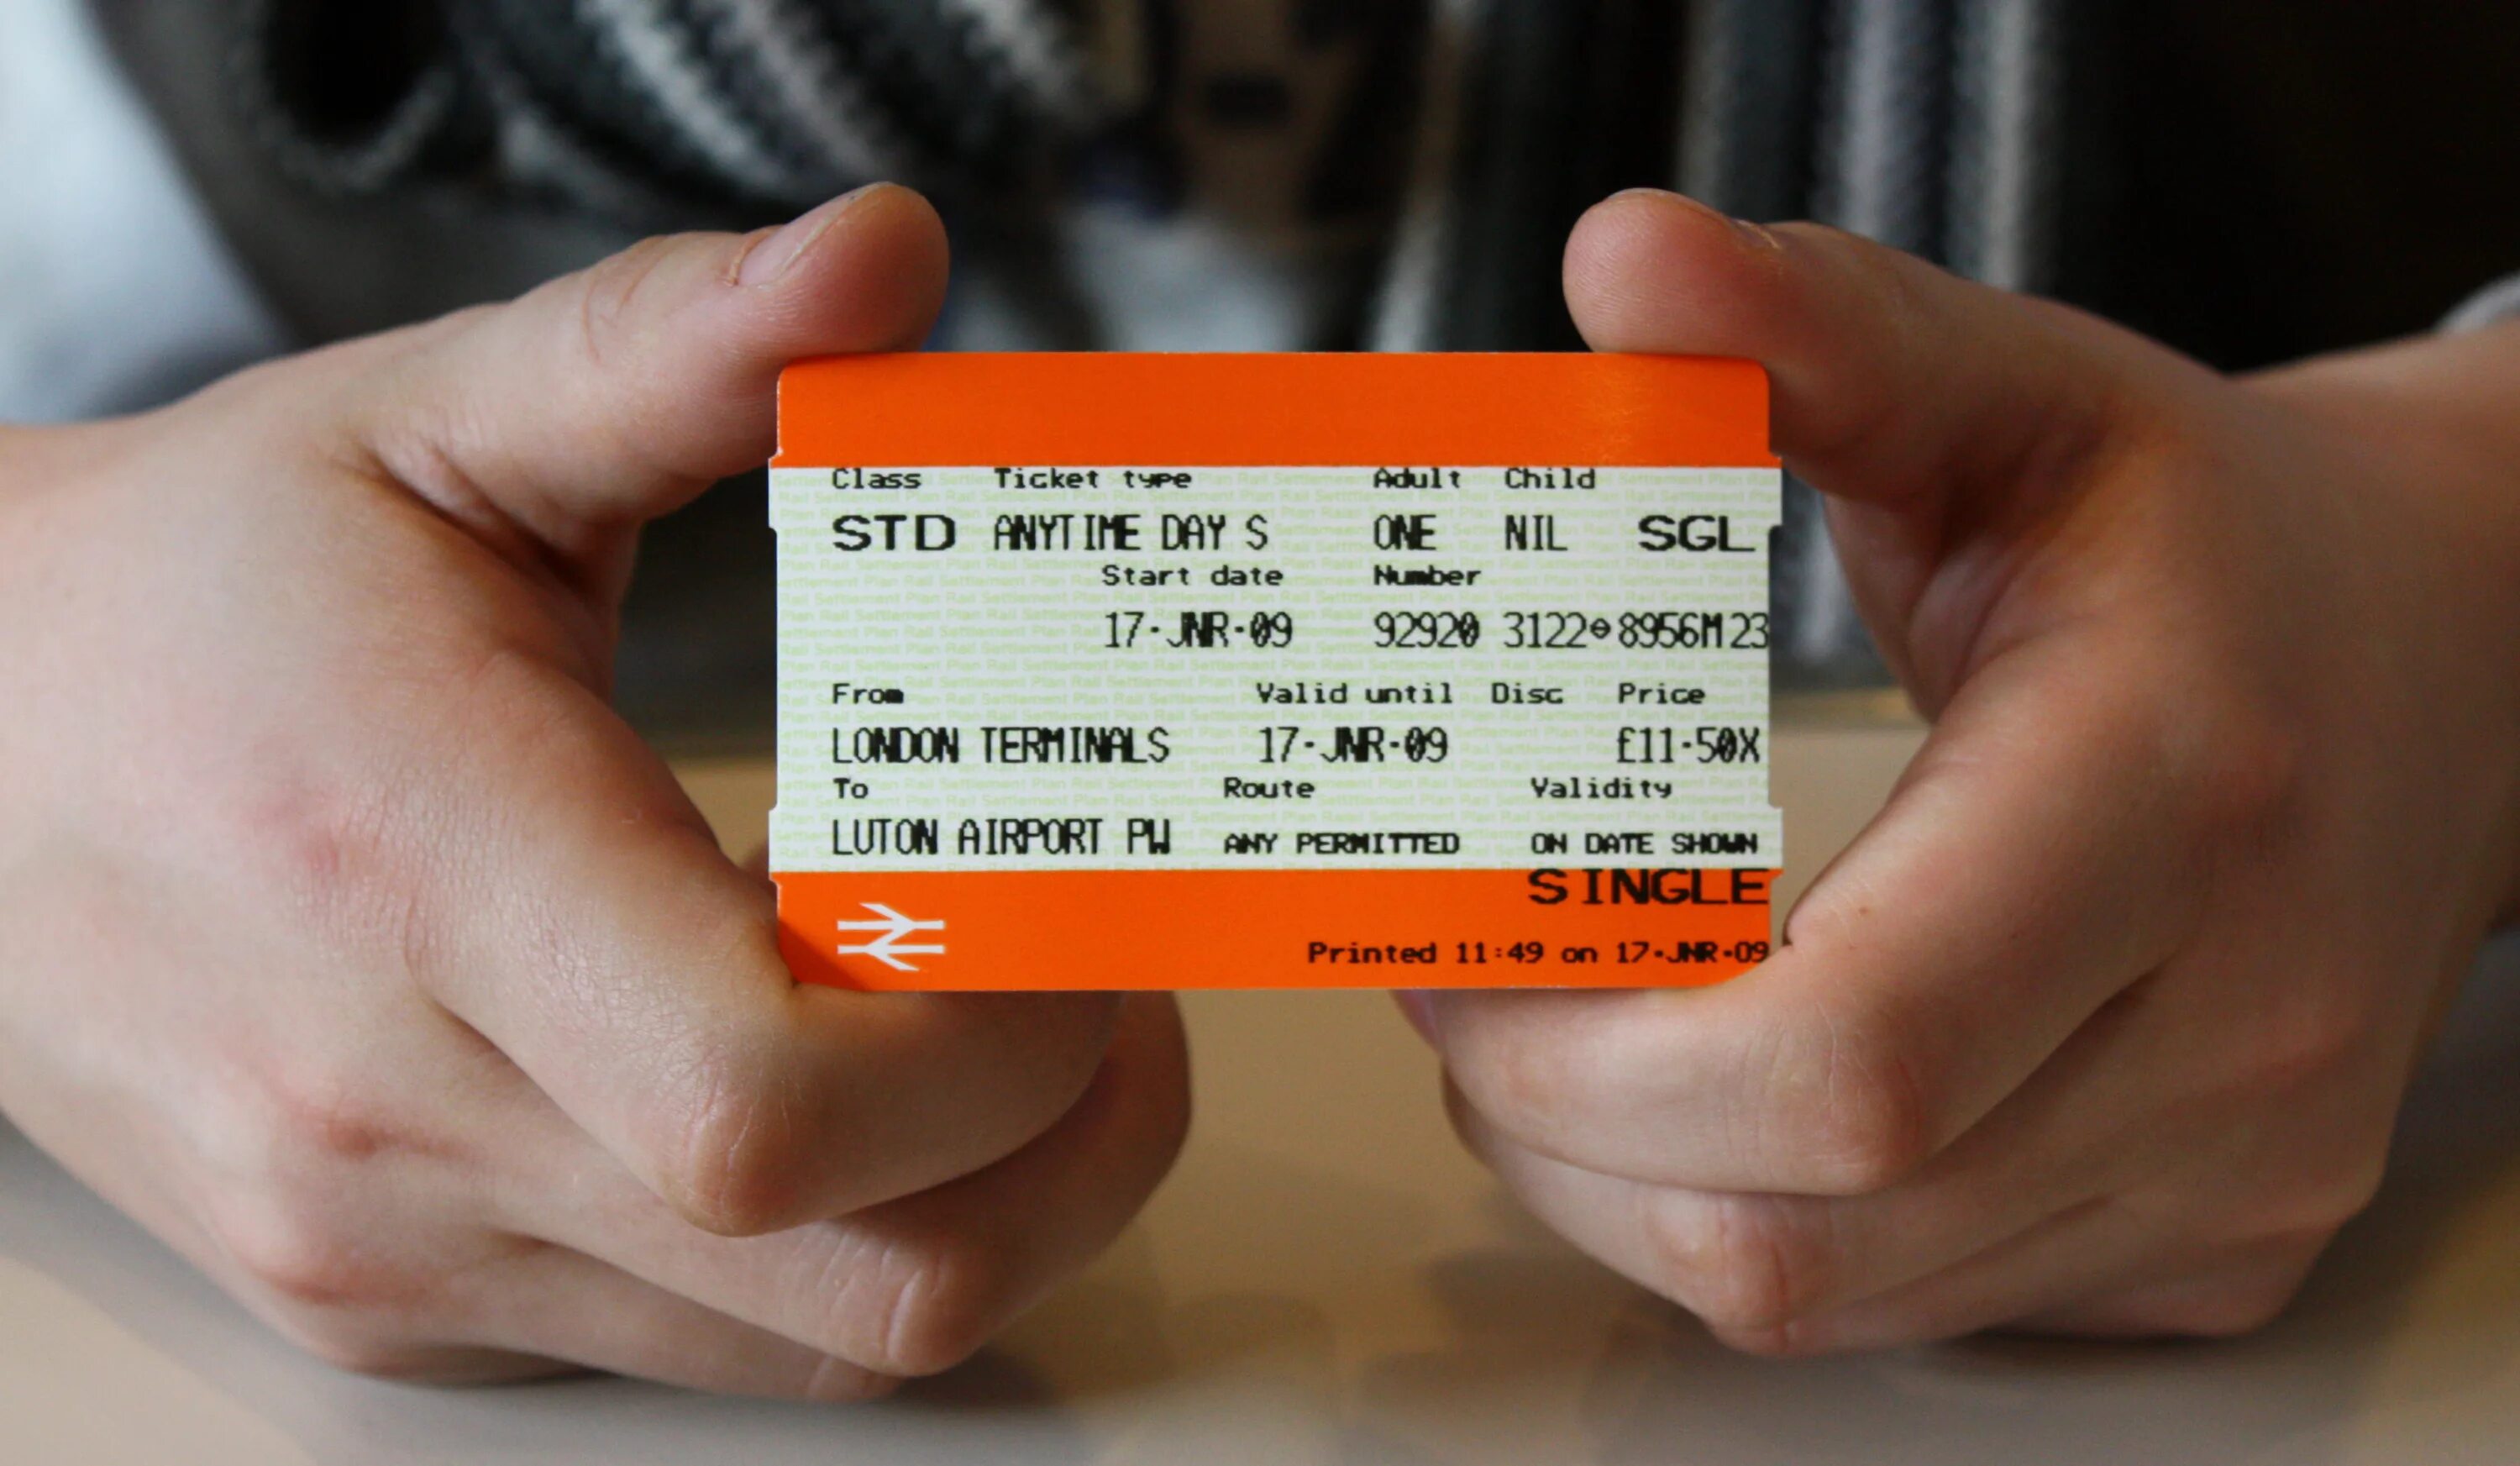 Class Ticket type Adult Child
STD ANYTIME DAY S ONE NIL SGL
Start date Number
17·JNR·09 92920 3122 8956M23
From Valid until Disc Price
LONDON TERMINALS 17·JNR·09 £11·50X
To Route Validity
LUTON AIRPORT PW ANY PERMITTED ON DATE SHOWN
SINGLE
Printed 11:49 on 17·JNR·09